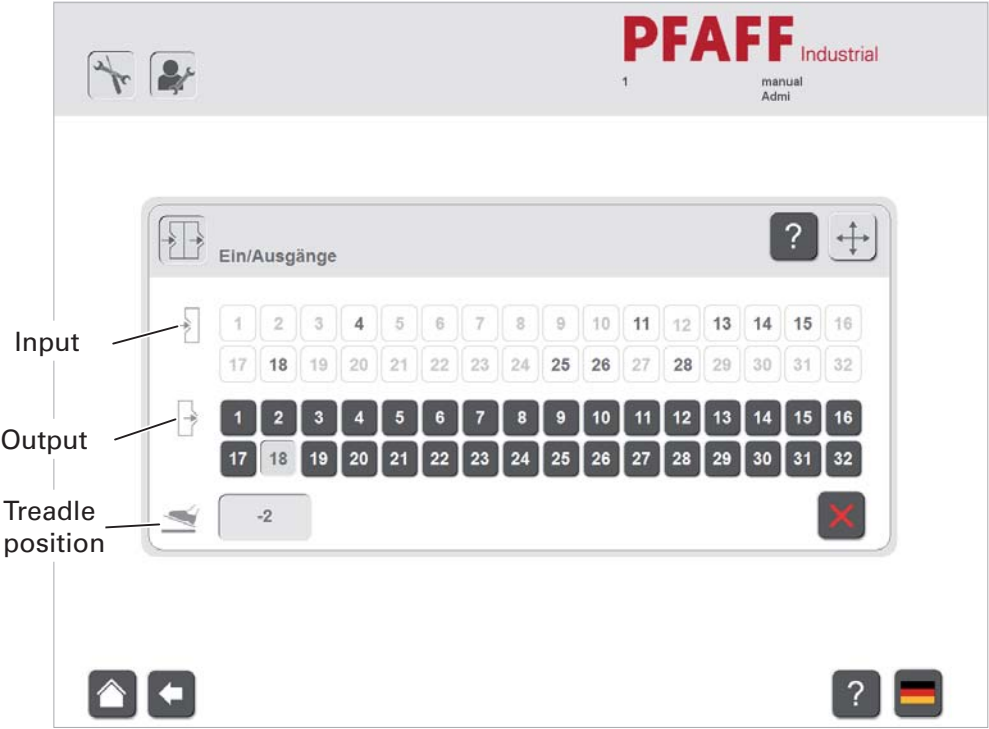 PFAFF Industrial
1 manual
Admi
?
Ein/Ausgänge
Input
1 2 3 4 5 6 7 8 9 10 11 12 13 14 15 16
17 18 19 20 21 22 23 24 25 26 27 28 29 30 31 32
Output
1 2 3 4 5 6 7 8 9 10 11 12 13 14 15 16
17 18 19 20 21 22 23 24 25 26 27 28 29 30 31 32
Treadle
position
-2
?